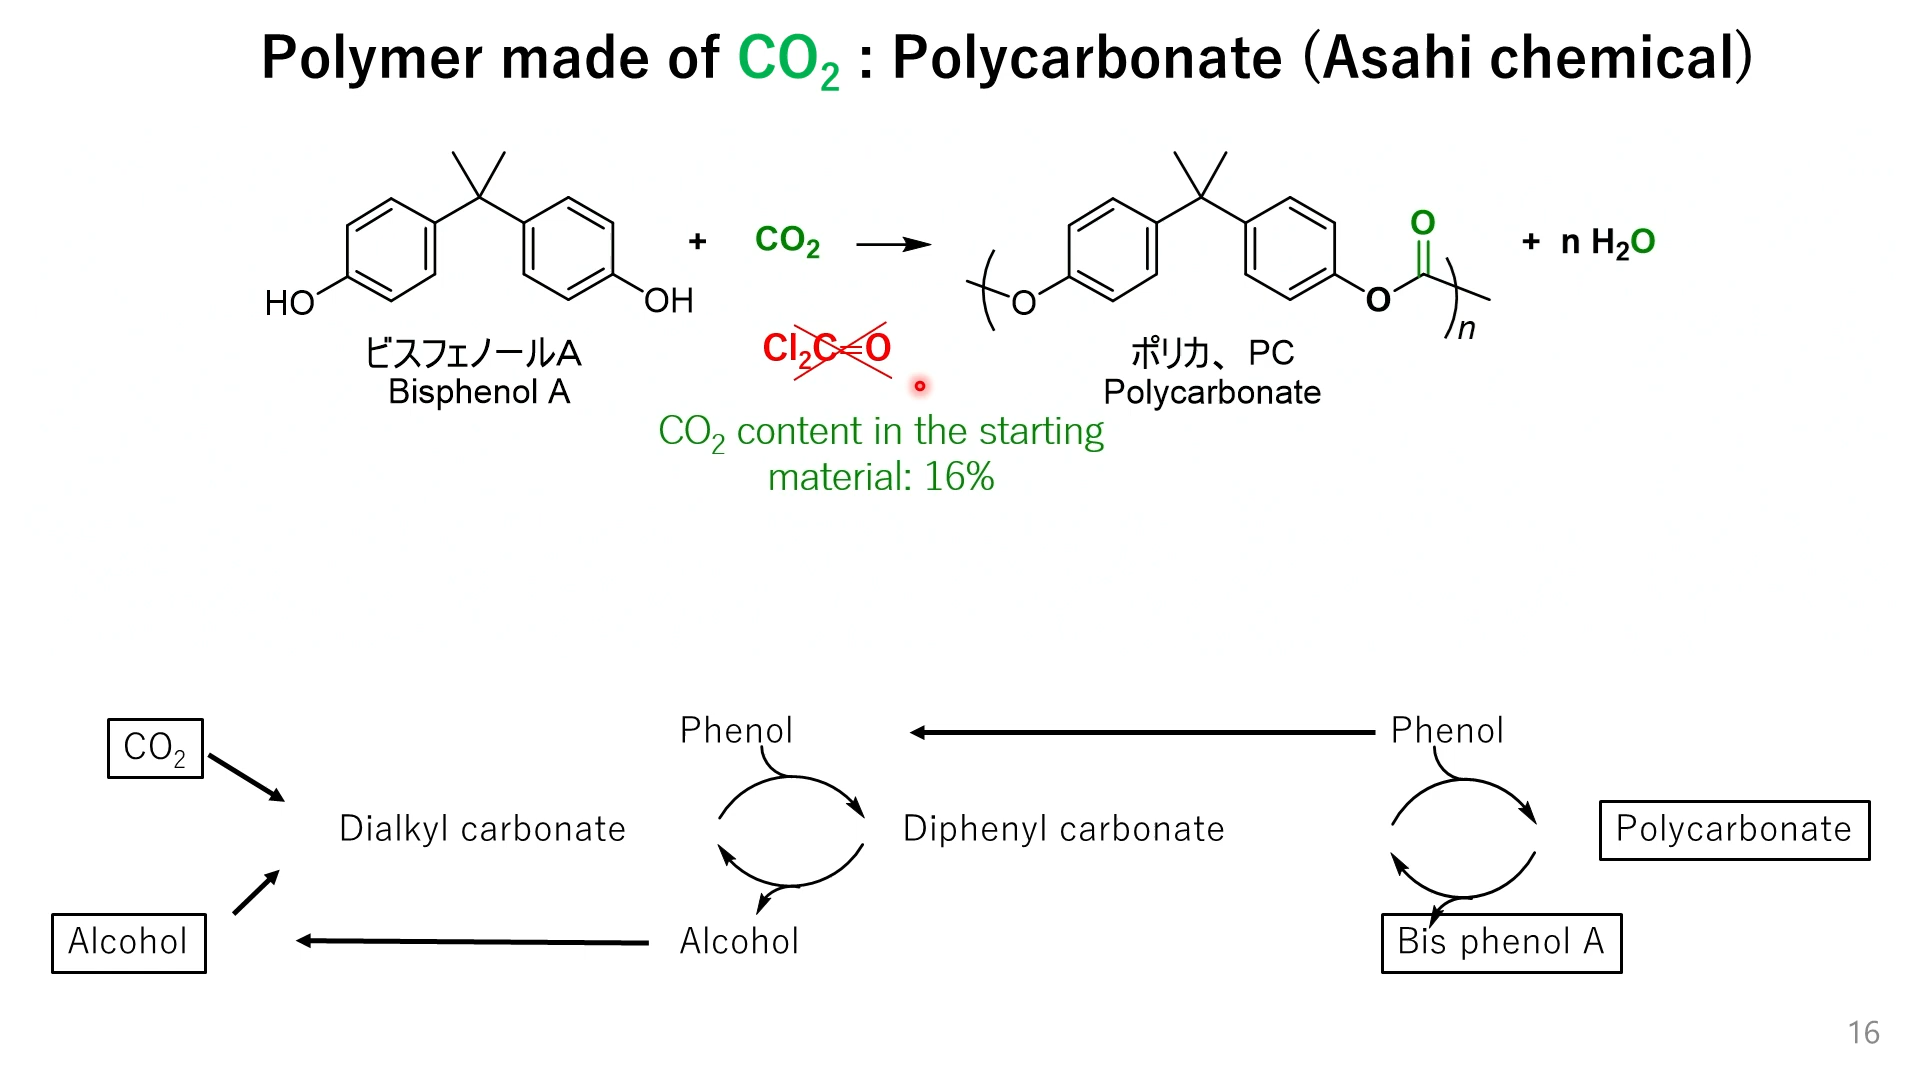 Polymer made of CO₂ : Polycarbonate (Asahi chemical)
HO
OH
+
CO₂
Cl₂C=O
O
O
O
n
+ n H₂O
ビスフェノールA
Bisphenol A
ポリカ、PC
Polycarbonate
CO₂ content in the starting
material: 16%
CO₂
Alcohol
Dialkyl carbonate
Phenol
Alcohol
Diphenyl carbonate
Phenol
Bis phenol A
Polycarbonate
16